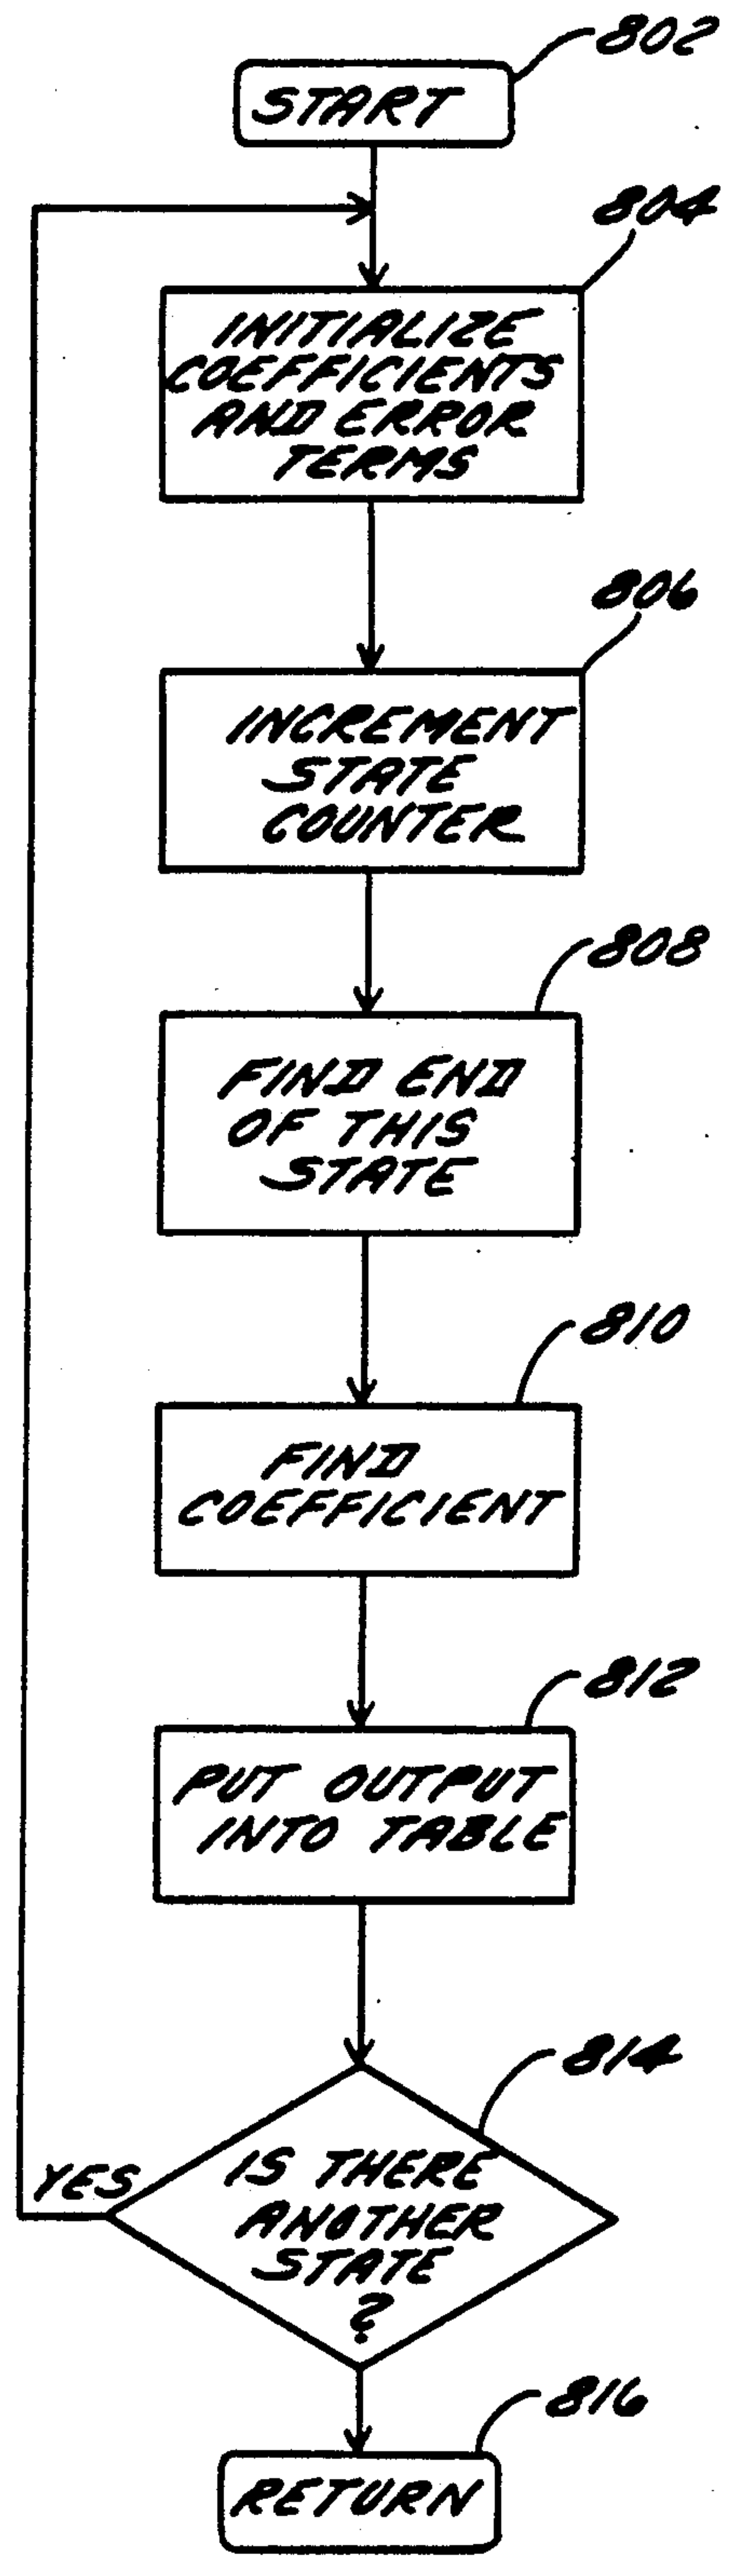 802
START
804
INITIALIZE
COEFFICIENTS
AND ERROR
TERMS
806
INCREMENT
STATE
COUNTER
808
FIND END
OF THIS
STATE
810
FIND
COEFFICIENT
812
PUT OUTPUT
INTO TABLE
814
YES
IS THERE
ANOTHER
STATE
?
816
RETURN